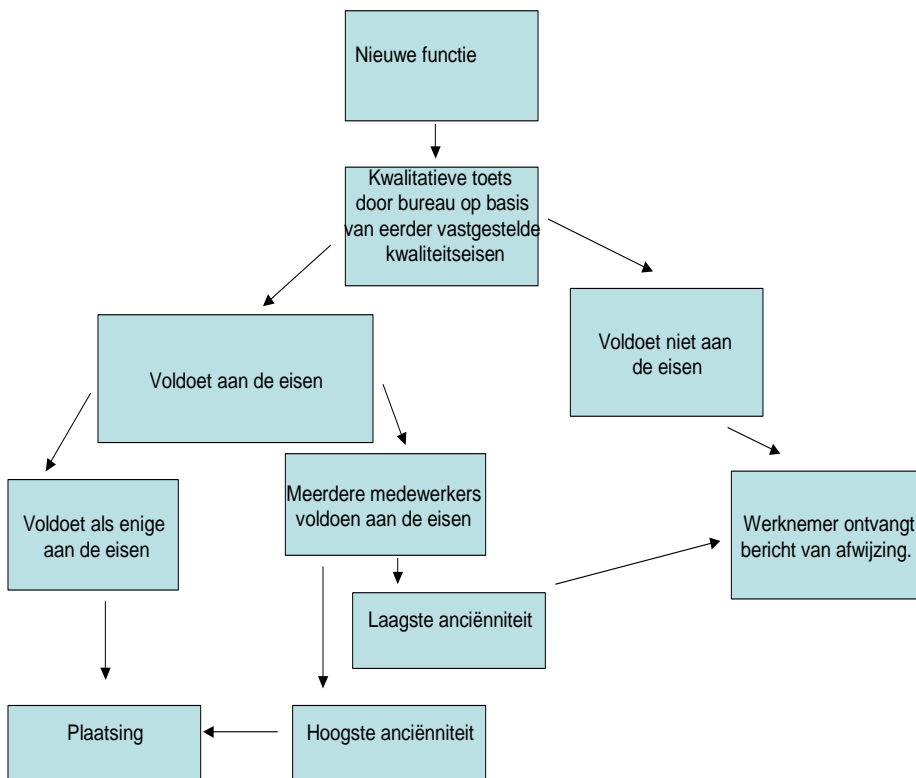 Nieuwe functie
Kwalitatieve toets
door bureau op basis
van eerder vastgestelde
kwaliteitseisen
Voldoet aan de eisen
Voldoet niet aan
de eisen
Voldoet als enige
aan de eisen
Meerdere medewerkers
voldoen aan de eisen
Werknemer ontvangt
bericht van afwijzing.
Laagste anciënniteit
Plaatsing
Hoogste anciënniteit